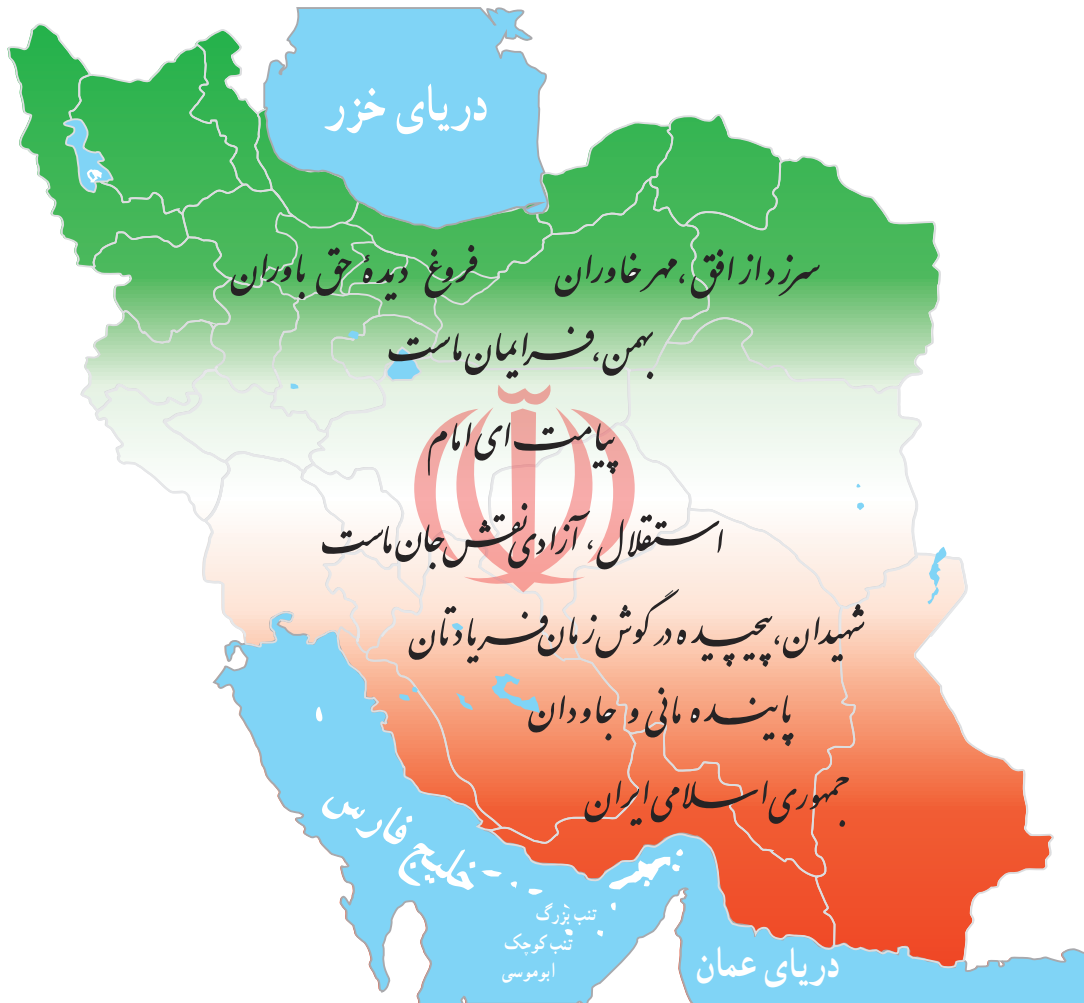 دریای خزر
سرزد از افق، مهر خاوران فروغ دیدهٔ حق باوران
بهمن، فر ایمان ماست
پیامت ای امام
استقلال، آزادی نقش جان ماست
شهیدان، پیچیده در گوش زمان فریادتان
پاینده مانی و جاودان
جمهوری اسلامی ایران
خلیج فارس
تنب بزرگ
تنب کوچک
ابوموسی
دریای عمان